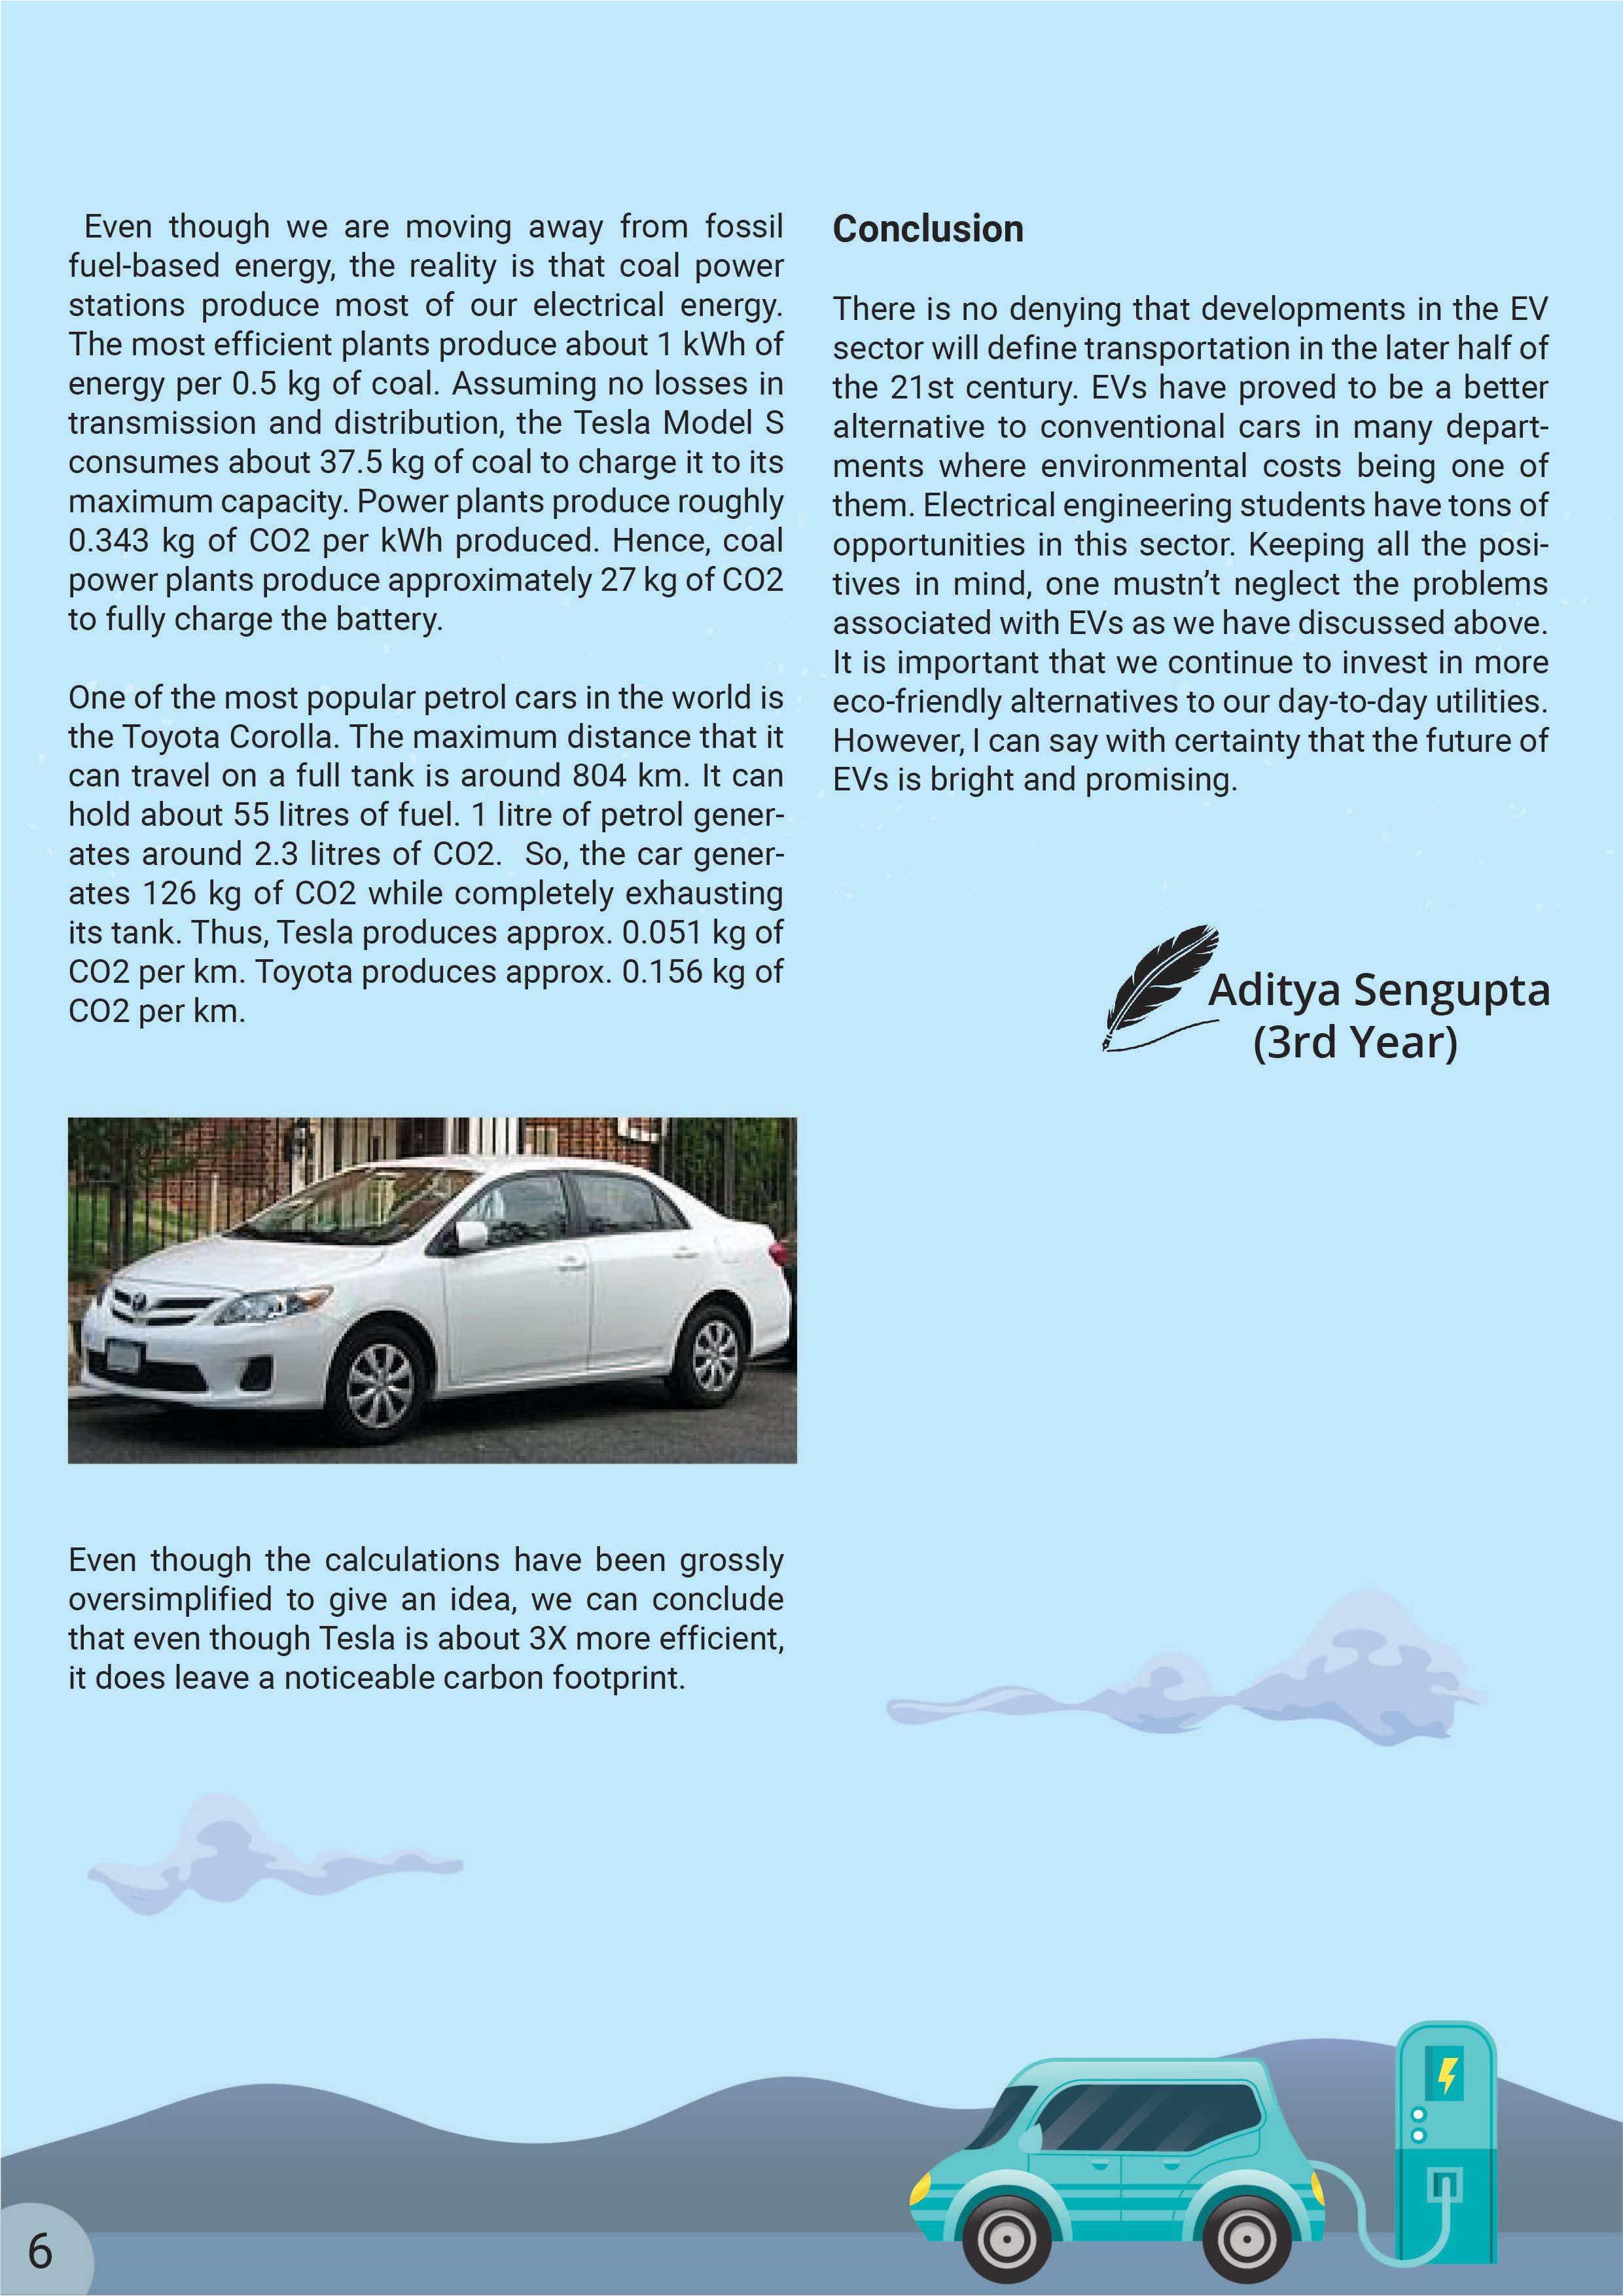 Even though we are moving away from fossil
fuel-based energy, the reality is that coal power
stations produce most of our electrical energy.
The most efficient plants produce about 1 kWh of
energy per 0.5 kg of coal. Assuming no losses in
transmission and distribution, the Tesla Model S
consumes about 37.5 kg of coal to charge it to its
maximum capacity. Power plants produce roughly
0.343 kg of CO2 per kWh produced. Hence, coal
power plants produce approximately 27 kg of CO2
to fully charge the battery.
One of the most popular petrol cars in the world is
the Toyota Corolla. The maximum distance that it
can travel on a full tank is around 804 km. It can
hold about 55 litres of fuel. 1 litre of petrol gener-
ates around 2.3 litres of CO2. So, the car gener-
ates 126 kg of CO2 while completely exhausting
its tank. Thus, Tesla produces approx. 0.051 kg of
CO2 per km. Toyota produces approx. 0.156 kg of
CO2 per km.
Even though the calculations have been grossly
oversimplified to give an idea, we can conclude
that even though Tesla is about 3X more efficient,
it does leave a noticeable carbon footprint.
Conclusion
There is no denying that developments in the EV
sector will define transportation in the later half of
the 21st century. EVs have proved to be a better
alternative to conventional cars in many depart-
ments where environmental costs being one of
them. Electrical engineering students have tons of
opportunities in this sector. Keeping all the posi-
tives in mind, one mustn't neglect the problems
associated with EVs as we have discussed above.
It is important that we continue to invest in more
eco-friendly alternatives to our day-to-day utilities.
However, I can say with certainty that the future of
EVs is bright and promising.
Aditya Sengupta
(3rd Year)
6